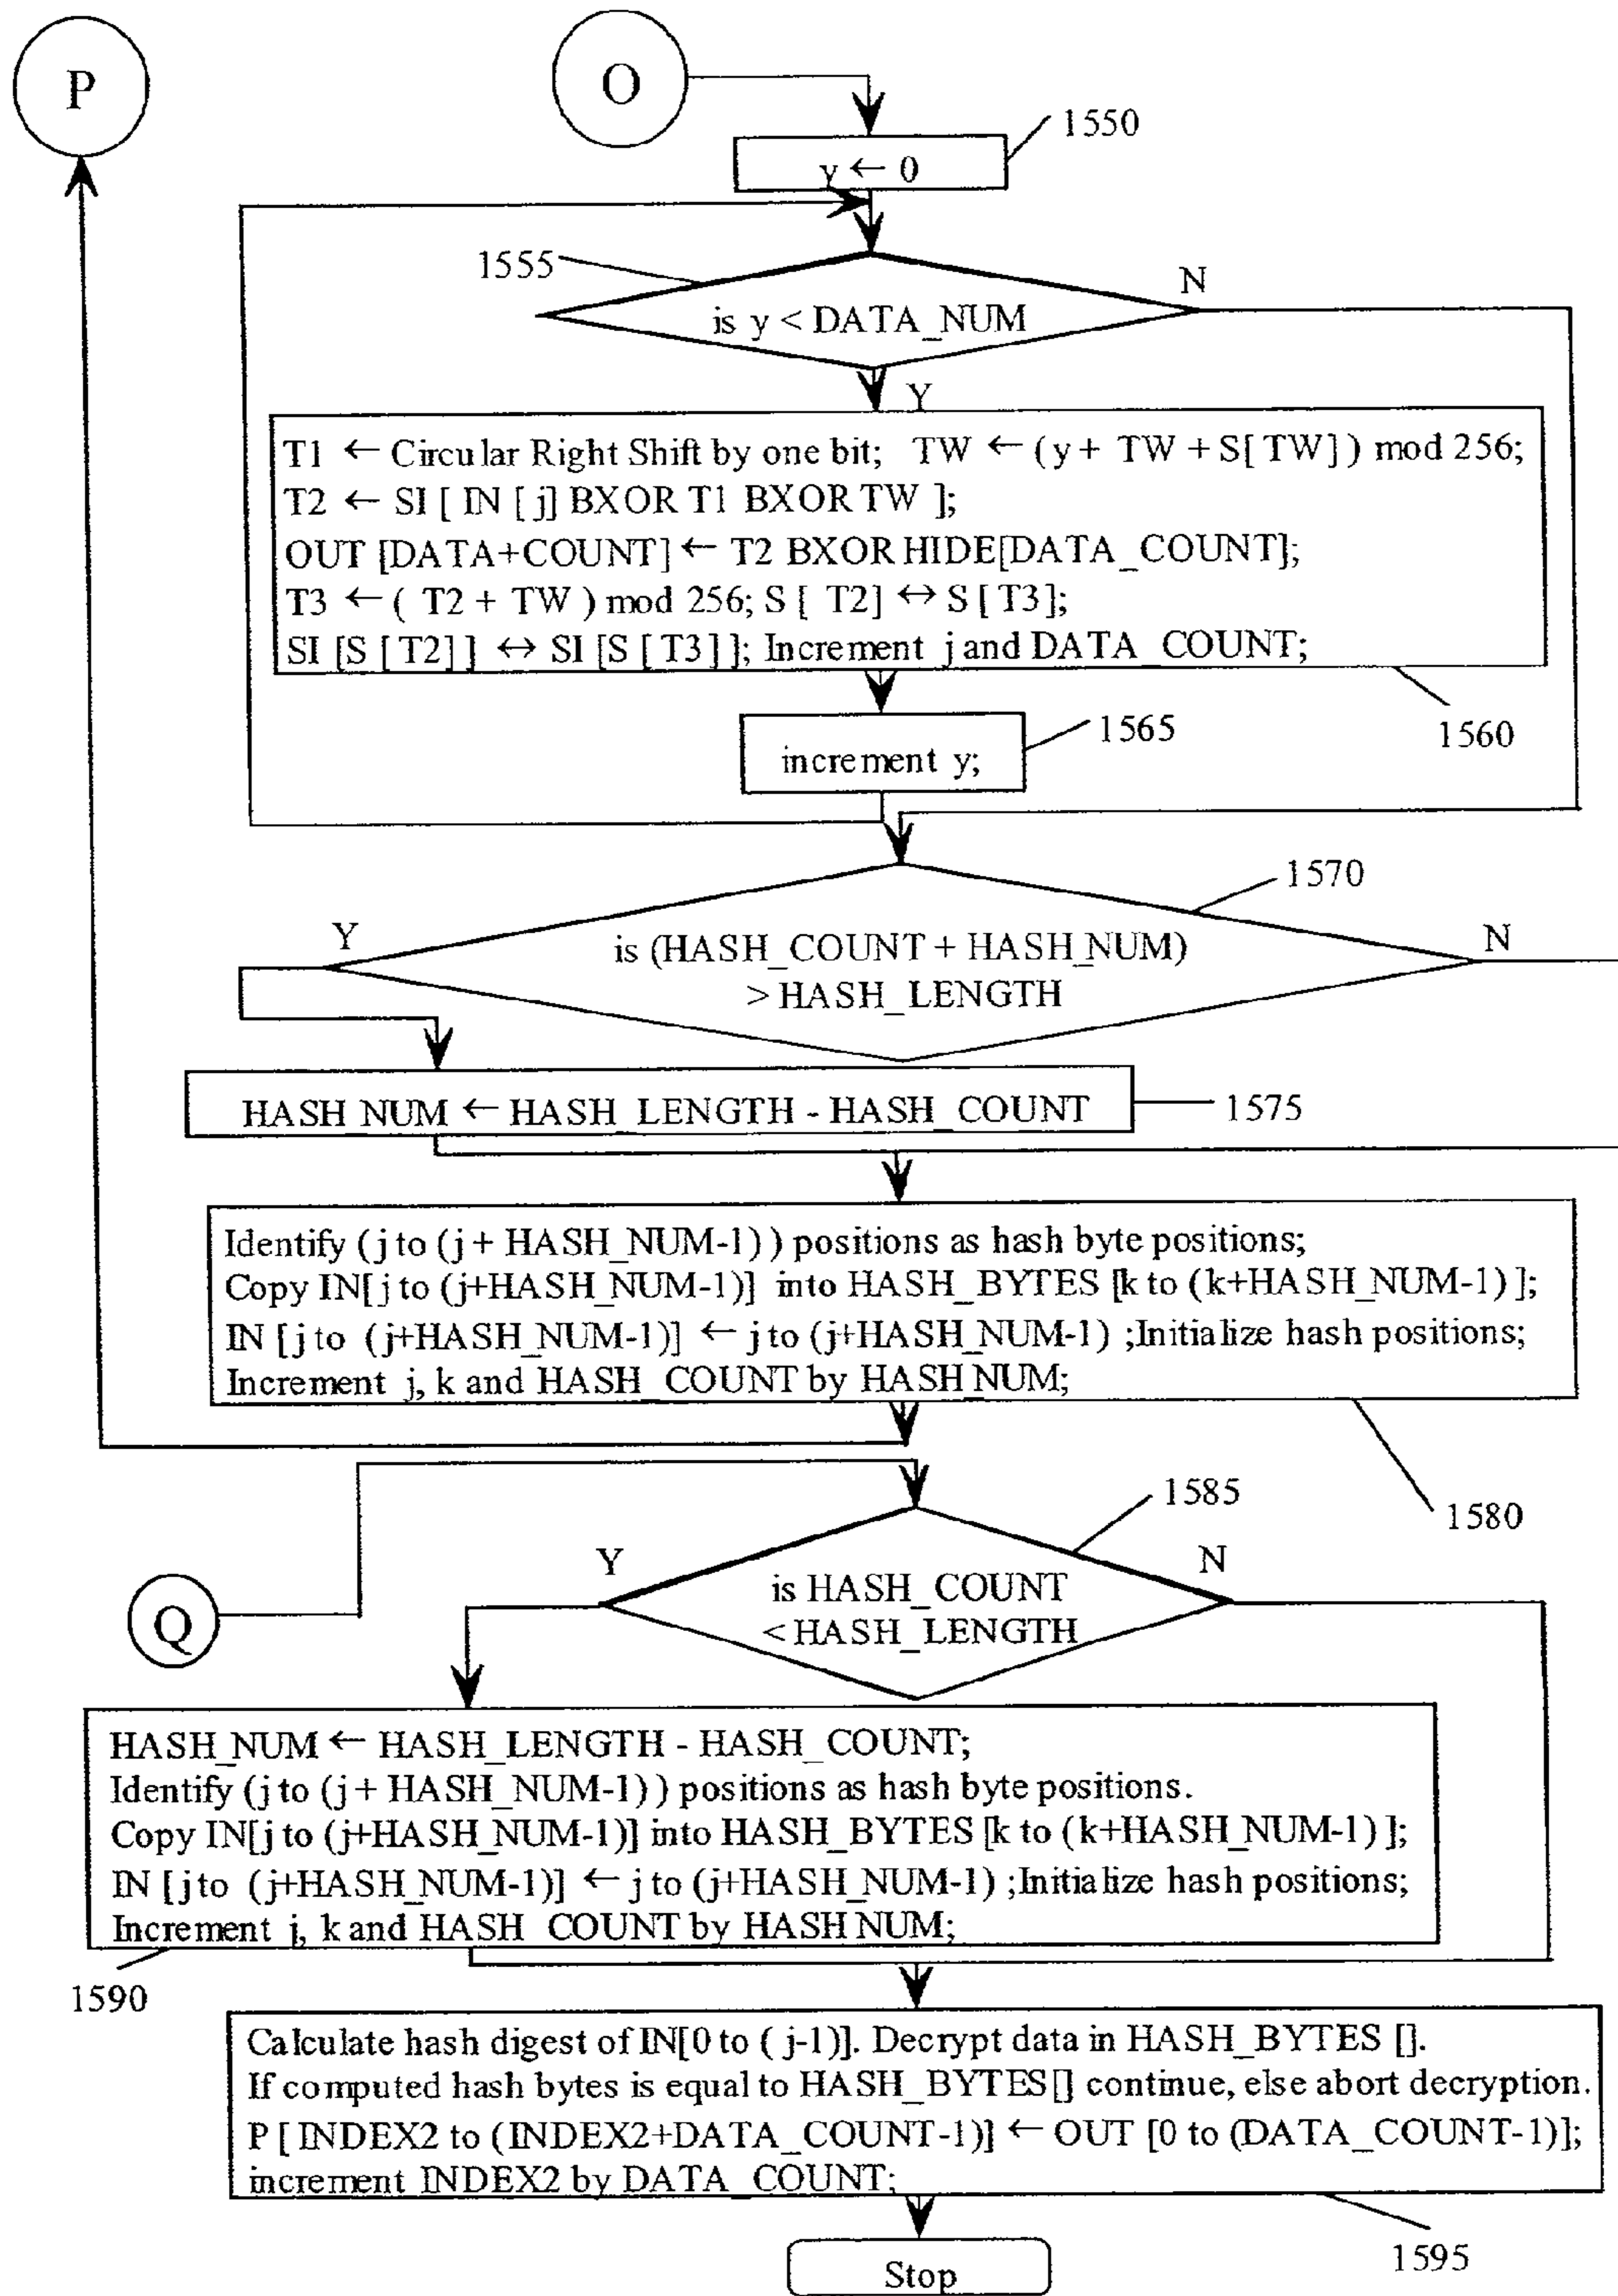 P
O
1550
y ← 0
1555
N
is y < DATA_NUM
Y
T1 ← Circular Right Shift by one bit; TW ← (y + TW + S[TW]) mod 256;
T2 ← SI [ IN [ j] BXOR T1 BXOR TW ];
OUT [DATA+COUNT] ← T2 BXOR HIDE[DATA_COUNT];
T3 ← ( T2 + TW ) mod 256; S [ T2] ↔ S [T3];
SI [S [T2]] ↔ SI [S [T3]]; Increment j and DATA_COUNT;
1565
1560
increment y;
1570
Y
N
is (HASH_COUNT + HASH_NUM)
> HASH_LENGTH
HASH_NUM ← HASH_LENGTH - HASH_COUNT
1575
Identify (j to (j + HASH_NUM-1)) positions as hash byte positions;
Copy IN[j to (j+HASH_NUM-1)] into HASH_BYTES [k to (k+HASH_NUM-1)];
IN [j to (j+HASH_NUM-1)] ← j to (j+HASH_NUM-1) ;Initialize hash positions;
Increment j, k and HASH_COUNT by HASH NUM;
1585
1580
Y
N
is HASH_COUNT
< HASH_LENGTH
Q
HASH_NUM ← HASH_LENGTH - HASH_COUNT;
Identify (j to (j + HASH_NUM-1)) positions as hash byte positions.
Copy IN[j to (j+HASH_NUM-1)] into HASH_BYTES [k to (k+HASH_NUM-1)];
IN [j to (j+HASH_NUM-1)] ← j to (j+HASH_NUM-1) ;Initialize hash positions;
Increment j, k and HASH_COUNT by HASH NUM;
1590
Calculate hash digest of IN[0 to ( j-1)]. Decrypt data in HASH_BYTES [].
If computed hash bytes is equal to HASH_BYTES[] continue, else abort decryption.
P [ INDEX2 to (INDEX2+DATA_COUNT-1)] ← OUT [0 to (DATA_COUNT-1)];
increment INDEX2 by DATA_COUNT;
1595
Stop